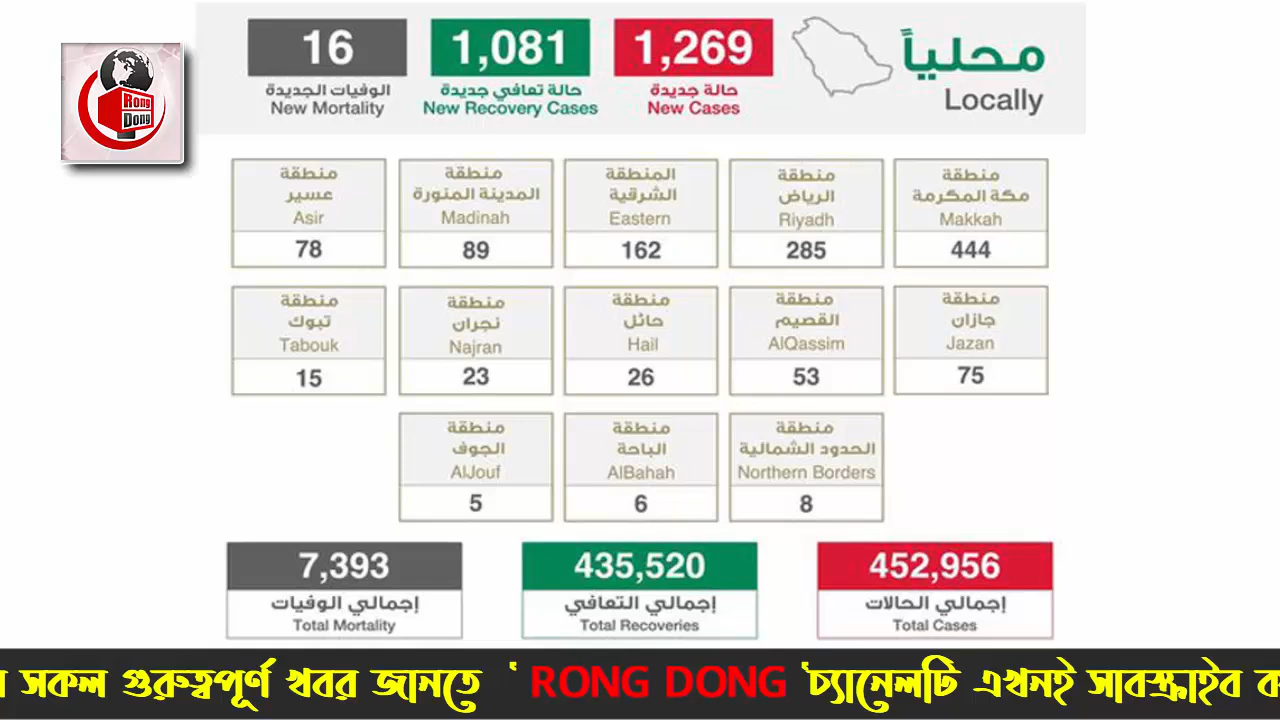 16
1,081
1,269
محلياً
الوفيات الجديدة
حالة تعافي جديدة
حالة جديدة
New Mortality
New Recovery Cases
New Cases
Locally
Rong
Dong
منطقة
عسير
Asir
78
منطقة
المدينة المنورة
Madinah
89
المنطقة
الشرقية
Eastern
162
منطقة
الرياض
Riyadh
285
منطقة
مكة المكرمة
Makkah
444
منطقة
تبوك
Tabouk
15
منطقة
نجران
Najran
23
منطقة
حائل
Hail
26
منطقة
القصيم
AlQassim
53
منطقة
جازان
Jazan
75
منطقة
الجوف
AlJouf
5
منطقة
الباحة
AlBahah
6
منطقة
الحدود الشمالية
Northern Borders
8
7,393
إجمالي الوفيات
Total Mortality
435,520
إجمالي التعافي
Total Recoveries
452,956
إجمالي الحالات
Total Cases
সকল গুরুত্বপূর্ণ খবর জানতে ' RONG DONG 'চ্যানেলটি এখনই সাবস্ক্রাইব